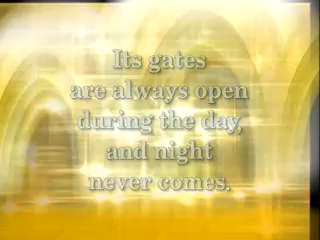 Its gates
are always open
during the day,
and night
never comes.